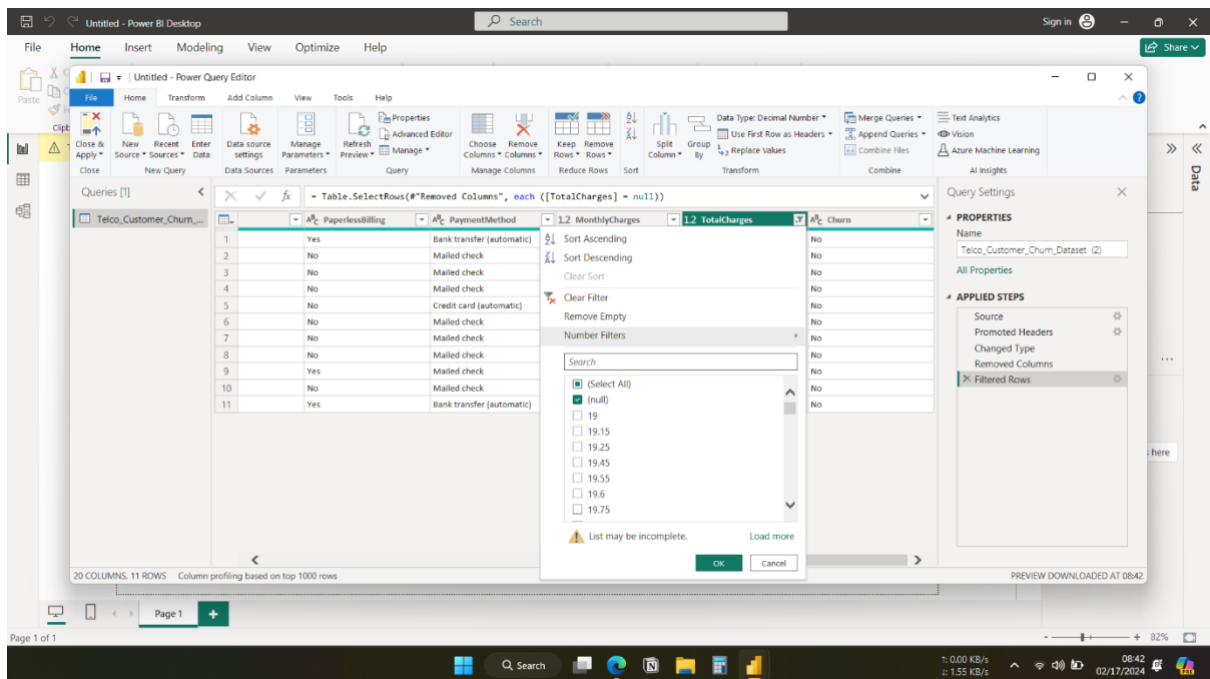 Untitled - Power BI Desktop
Search
Sign in
File Home Insert Modeling View Optimize Help
Share
Paste
Untitled - Power Query Editor
File Home Transform Add Column View Tools Help
Close & Apply
New Source
Recent Sources
Enter Data
Data source settings
Manage Parameters
Refresh Preview
Properties
Advanced Editor
Manage
Choose Columns
Remove Columns
Keep Rows
Remove Rows
Split Column
Group By
Data Type: Decimal Number
Use First Row as Headers
Replace Values
Merge Queries
Append Queries
Combine Files
Text Analytics
Vision
Azure Machine Learning
Close New Query Data Sources Parameters Query Manage Columns Reduce Rows Sort Transform Combine AI Insights
Data
Queries [1]
Telco_Customer_Churn_...
= Table.SelectRows(#"Removed Columns", each ([TotalCharges] = null))
PaperlessBilling PaymentMethod 1.2 MonthlyCharges 1.2 TotalCharges Churn
1 Yes Bank transfer (automatic) No
2 No Mailed check No
3 No Mailed check No
4 No Mailed check No
5 No Credit card (automatic) No
6 No Mailed check No
7 No Mailed check No
8 No Mailed check No
9 Yes Mailed check No
10 No Mailed check No
11 Yes Bank transfer (automatic) No
Sort Ascending
Sort Descending
Clear Sort
Clear Filter
Remove Empty
Number Filters
Search
(Select All)
(null)
19
19.15
19.25
19.45
19.55
19.6
19.75
List may be incomplete.
Load more
OK Cancel
Query Settings
PROPERTIES
Name
Telco_Customer_Churn_Dataset (2)
All Properties
APPLIED STEPS
Source
Promoted Headers
Changed Type
Removed Columns
Filtered Rows
here
20 COLUMNS, 11 ROWS Column profiling based on top 1000 rows
PREVIEW DOWNLOADED AT 08:42
Page 1
Page 1 of 1
82%
Search
0.00 KB/s
1.55 KB/s
08:42
02/17/2024